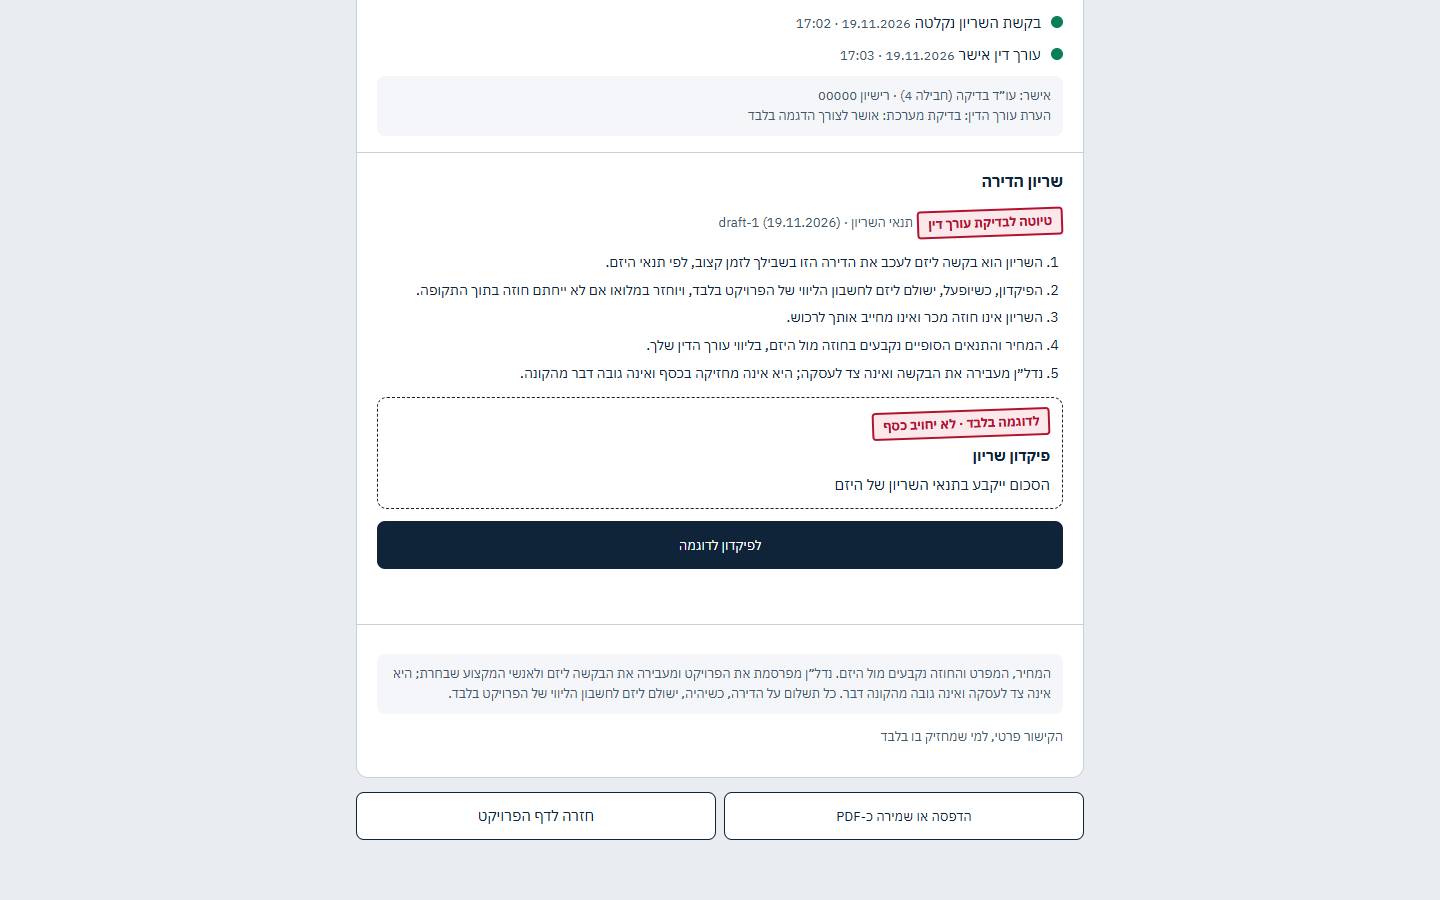 בקשת השריון נקלטה 19.11.2026 · 17:02
עורך דין אישר 19.11.2026 · 17:03
אישר: עו״ד בדיקה (חבילה 4) · רישיון 00000
הערת עורך הדין: בדיקת מערכת: אושר לצורך הדגמה בלבד
שריון הדירה
טיוטה לבדיקת עורך דין תנאי השריון · draft-1 (19.11.2026)
1. השריון הוא בקשה ליזם לעכב את הדירה הזו בשבילך לזמן קצוב, לפי תנאי היזם.
2. הפיקדון, כשיופעל, ישולם ליזם לחשבון הליווי של הפרויקט בלבד, ויוחזר במלואו אם לא ייחתם חוזה בתוך התקופה.
3. השריון אינו חוזה מכר ואינו מחייב אותך לרכוש.
4. המחיר והתנאים הסופיים נקבעים בחוזה מול היזם, בליווי עורך הדין שלך.
5. נדל״ן מעבירה את הבקשה ואינה צד לעסקה; היא אינה מחזיקה בכסף ואינה גובה דבר מהקונה.
לדוגמה בלבד · לא יחויב כסף
פיקדון שריון
הסכום ייקבע בתנאי השריון של היזם
לפיקדון לדוגמה
המחיר, המפרט והחוזה נקבעים מול היזם. נדל״ן מפרסמת את הפרויקט ומעבירה את הבקשה ליזם ולאנשי המקצוע שבחרת; היא
אינה צד לעסקה ואינה גובה מהקונה דבר. כל תשלום על הדירה, כשיהיה, ישולם ליזם לחשבון הליווי של הפרויקט בלבד.
הקישור פרטי, למי שמחזיק בו בלבד
הדפסה או שמירה כ-PDF
חזרה לדף הפרויקט